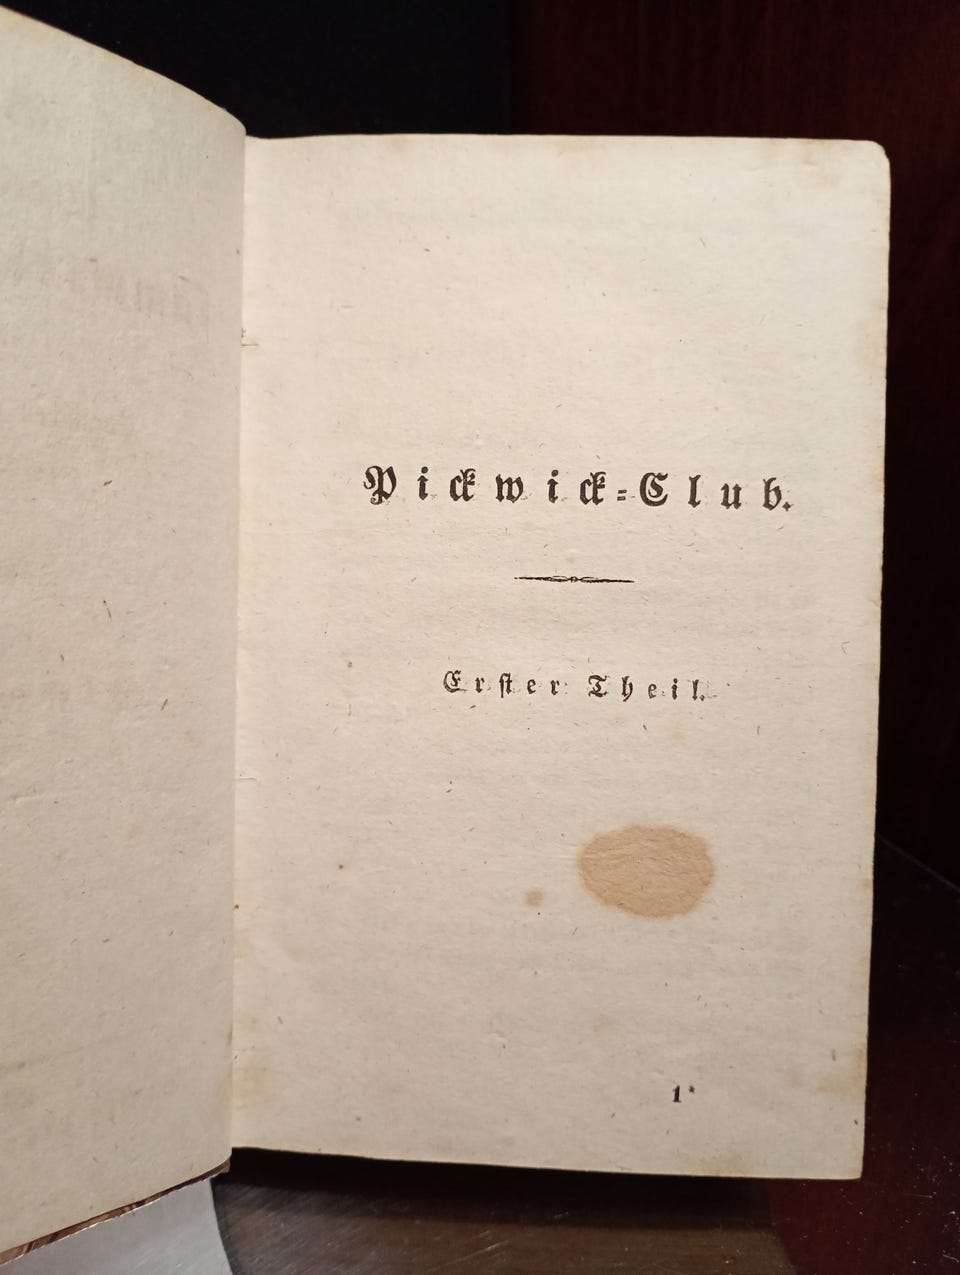 Pickwick=Club.
Erster Theil.
1*